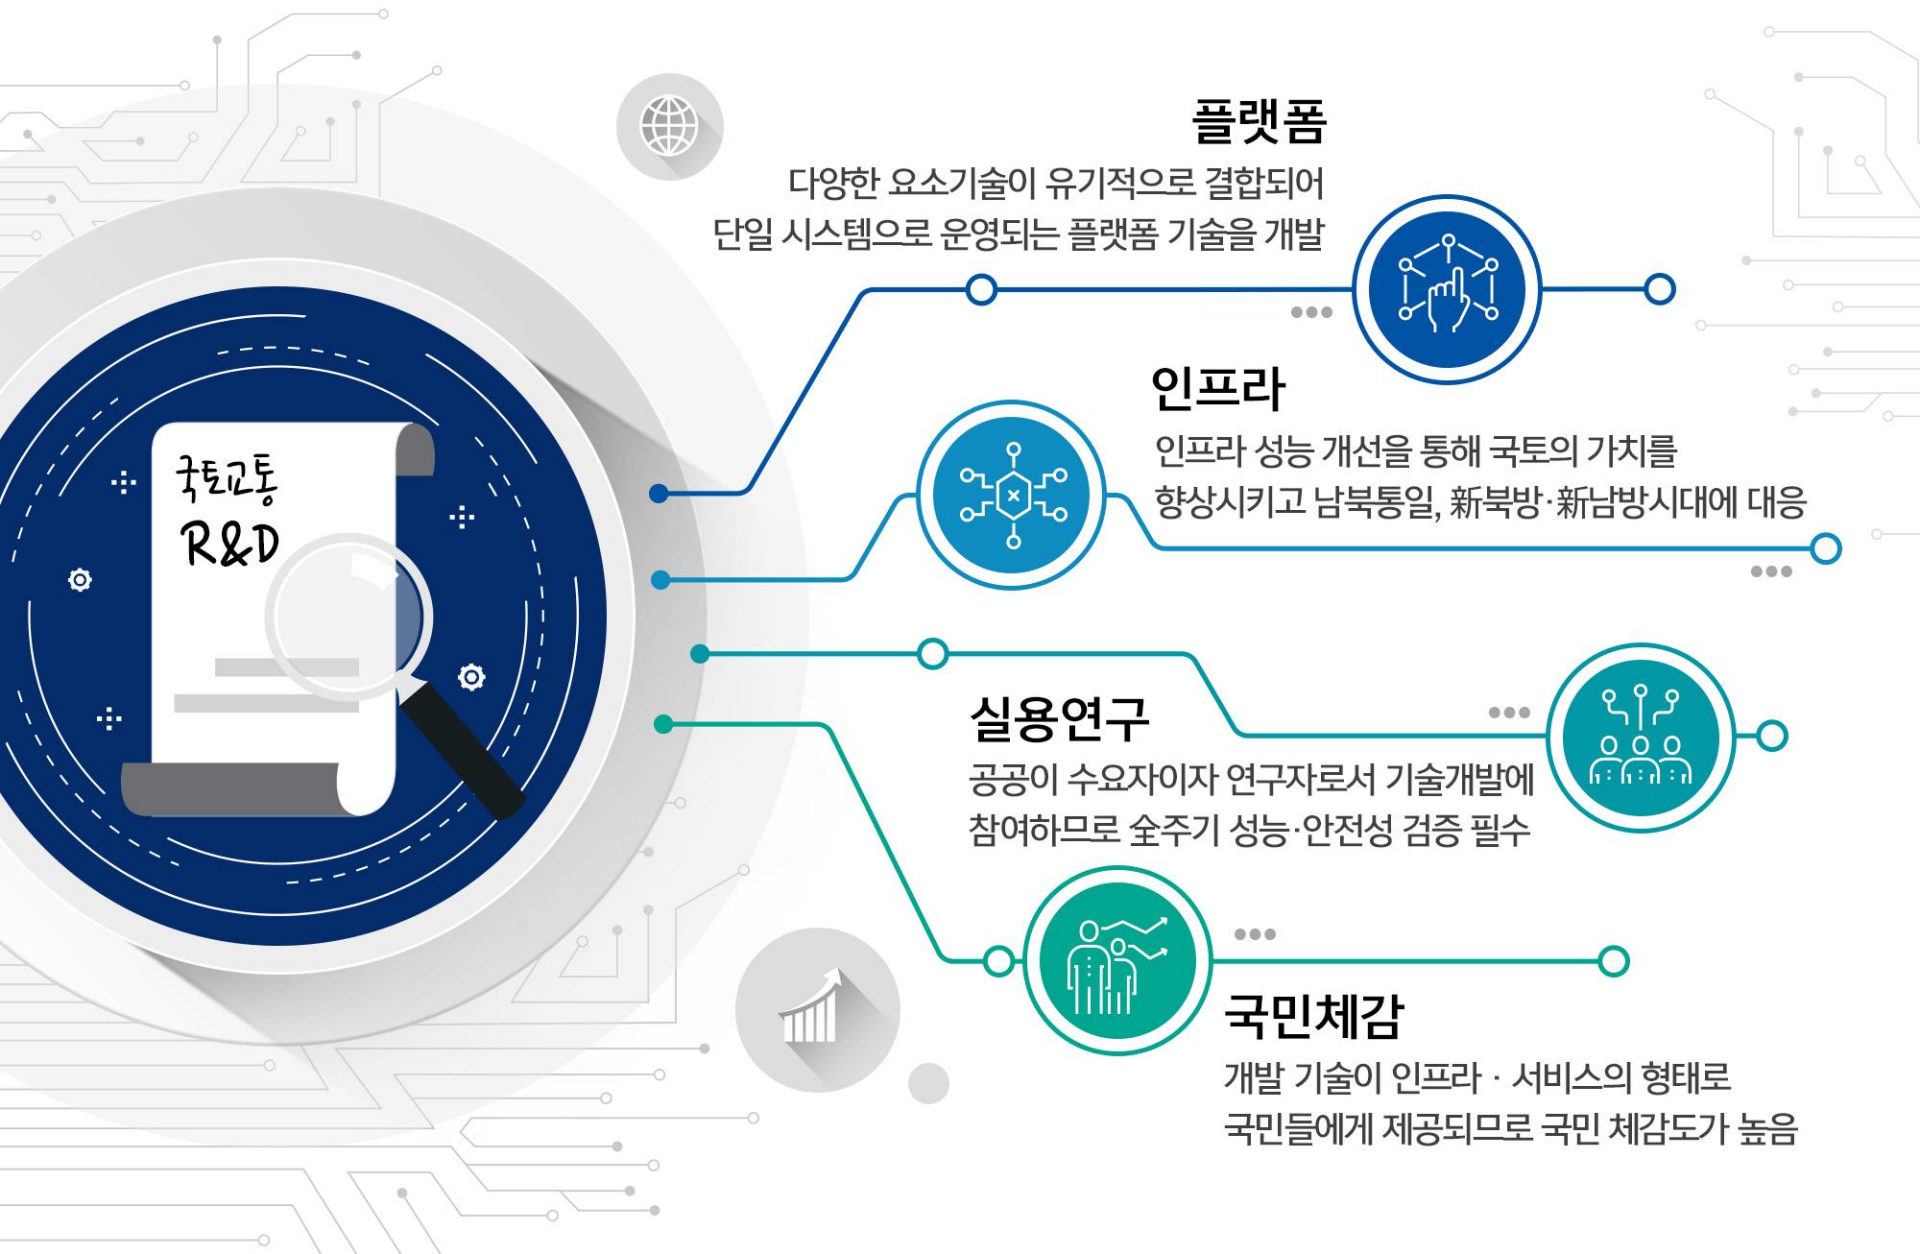 국토교통
R&D
플랫폼
다양한 요소기술이 유기적으로 결합되어
단일 시스템으로 운영되는 플랫폼 기술을 개발
인프라
인프라 성능 개선을 통해 국토의 가치를
향상시키고 남북통일, 新북방·新남방시대에 대응
실용연구
공공이 수요자이자 연구자로서 기술개발에
참여하므로 全주기 성능·안전성 검증 필수
국민체감
개발 기술이 인프라 · 서비스의 형태로
국민들에게 제공되므로 국민 체감도가 높음